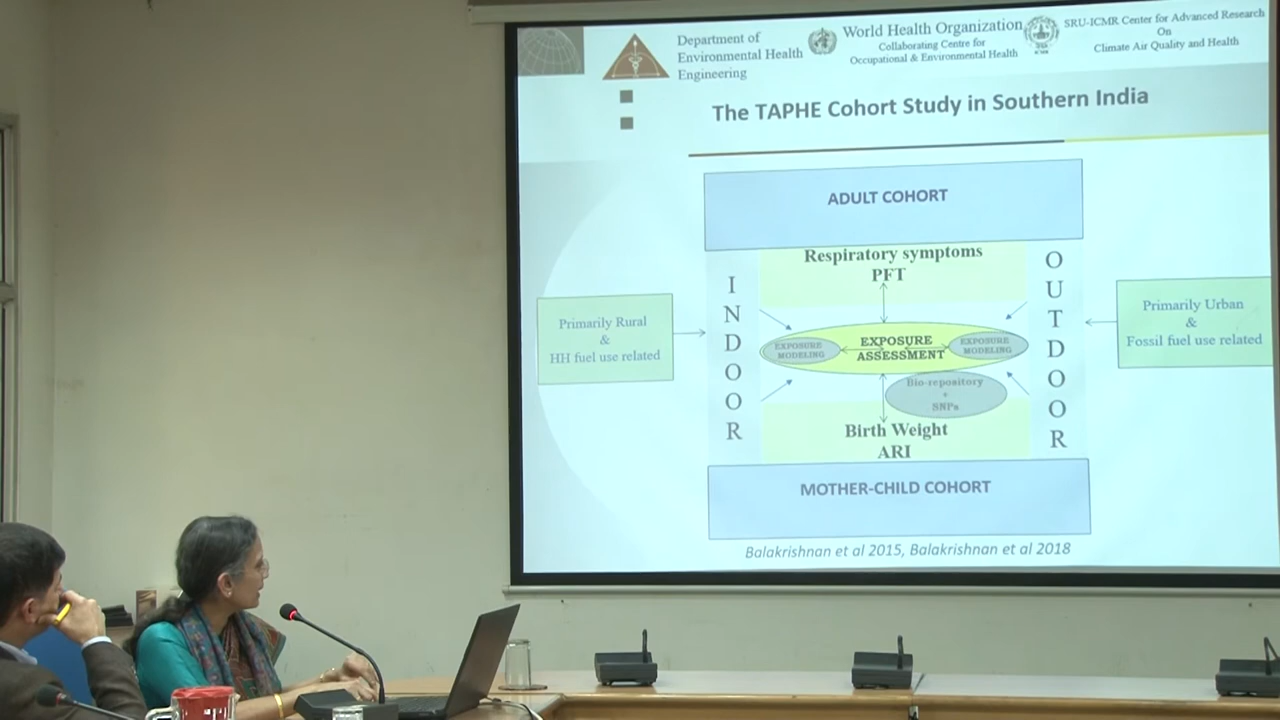 Department of
Environmental Health
Engineering
World Health Organization
Collaborating Centre for
Occupational & Environmental Health
SRU-ICMR Center for Advanced Research
On
Climate Air Quality and Health
The TAPHE Cohort Study in Southern India
ADULT COHORT
Respiratory symptoms
PFT
INDOOR
OUTDOOR
Primarily Rural
&
HH fuel use related
EXPOSURE
MODELING
EXPOSURE
ASSESSMENT
EXPOSURE
MODELING
Primarily Urban
&
Fossil fuel use related
Bio-repository
+
SNPs
Birth Weight
ARI
MOTHER-CHILD COHORT
Balakrishnan et al 2015, Balakrishnan et al 2018